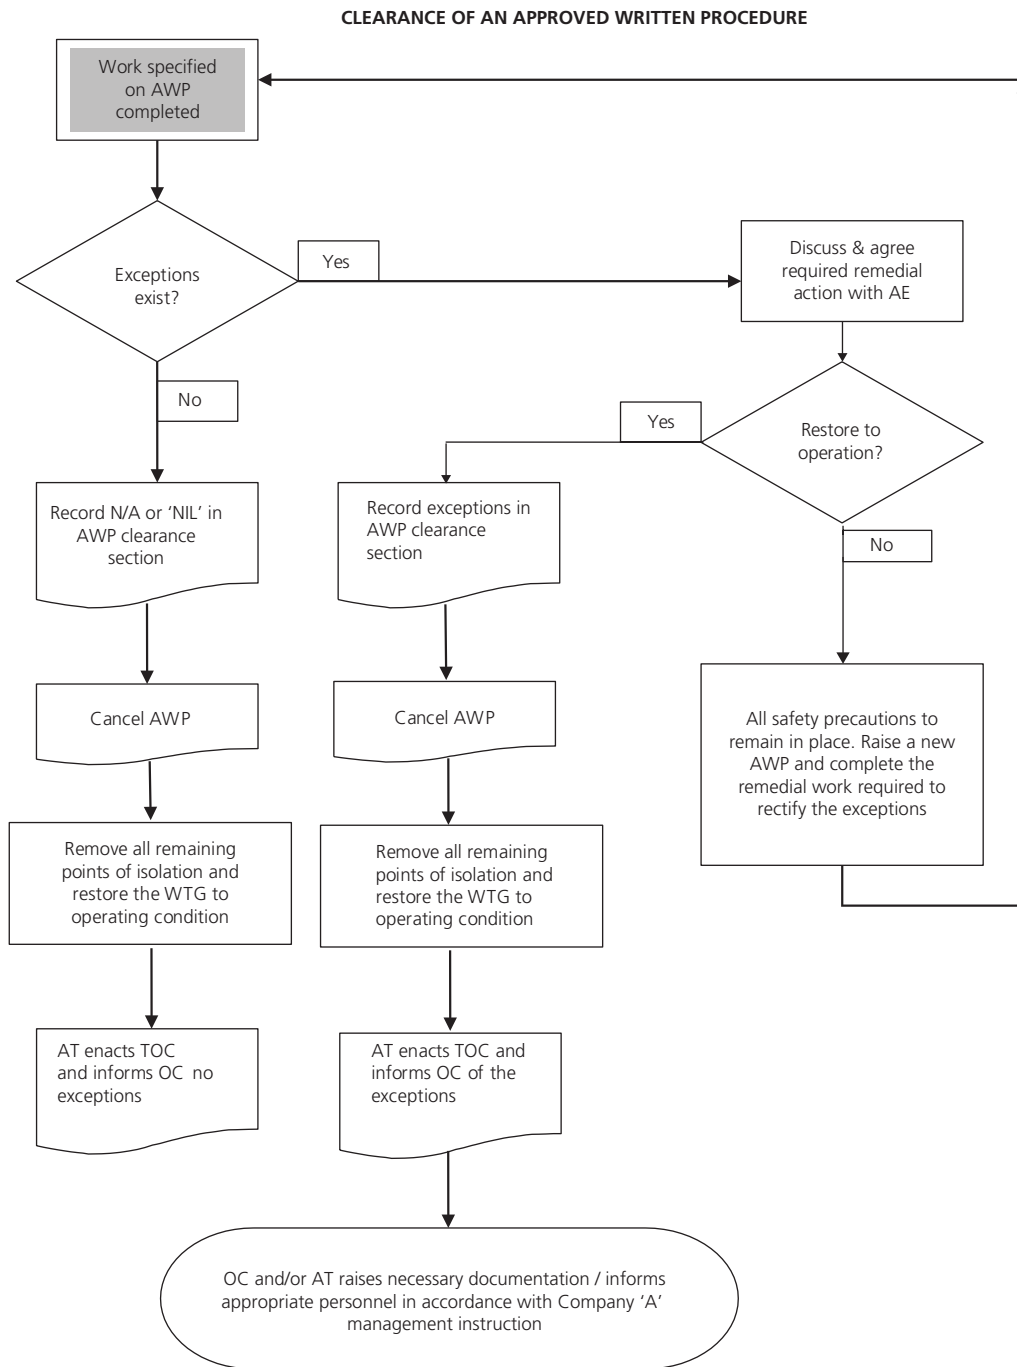 CLEARANCE OF AN APPROVED WRITTEN PROCEDURE
Work specified
on AWP
completed
Exceptions
exist?
Yes
Discuss & agree
required remedial
action with AE
No
Yes
Restore to
operation?
No
Record N/A or ‘NIL’ in
AWP clearance
section
Record exceptions in
AWP clearance
section
Cancel AWP
Cancel AWP
All safety precautions to
remain in place. Raise a new
AWP and complete the
remedial work required to
rectify the exceptions
Remove all remaining
points of isolation and
restore the WTG to
operating condition
Remove all remaining
points of isolation and
restore the WTG to
operating condition
AT enacts TOC
and informs OC no
exceptions
AT enacts TOC and
informs OC of the
exceptions
OC and/or AT raises necessary documentation / informs
appropriate personnel in accordance with Company ‘A’
management instruction